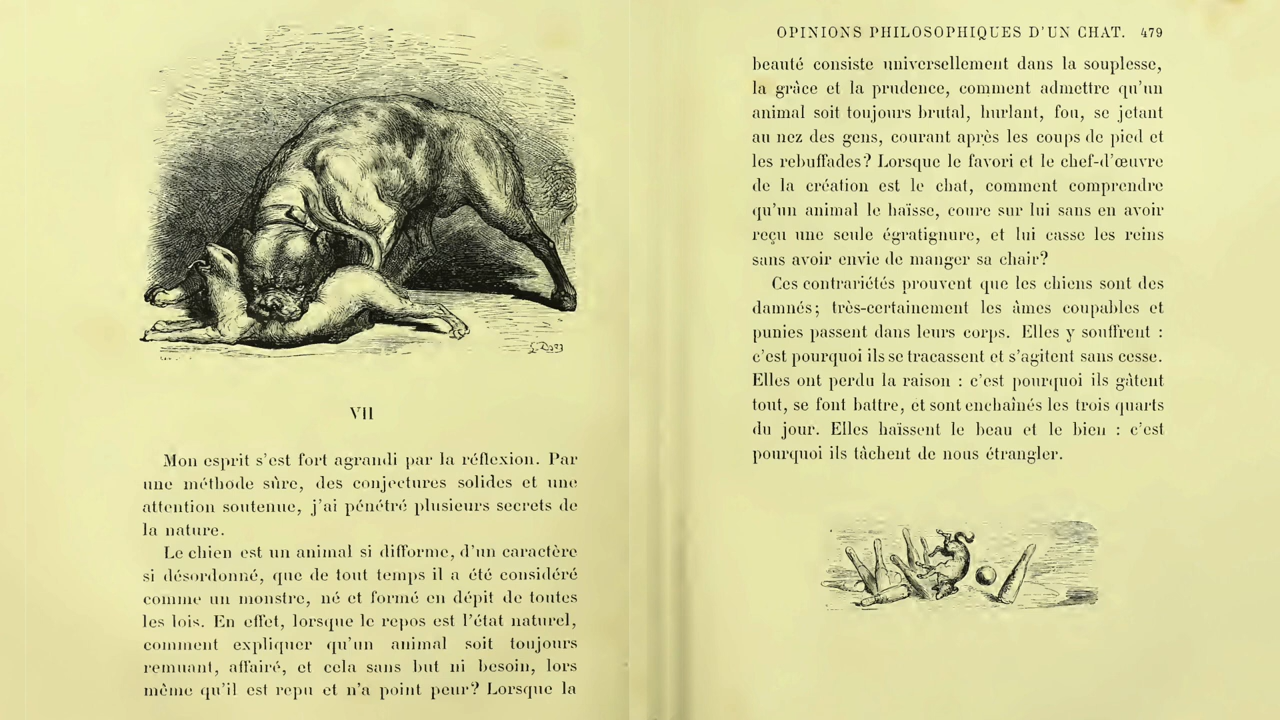 VII
Mon esprit s'est fort agrandi par la réflexion. Par
une méthode sûre, des conjectures solides et une
attention soutenue, j'ai pénétré plusieurs secrets de
la nature.
Le chien est un animal si difforme, d'un caractère
si désordonné, que de tout temps il a été considéré
comme un monstre, né et formé en dépit de toutes
les lois. En effet, lorsque le repos est l'état naturel,
comment expliquer qu'un animal soit toujours
remuant, affairé, et cela sans but ni besoin, lors
même qu'il est repu et n'a point peur? Lorsque la
OPINIONS PHILOSOPHIQUES D'UN CHAT. 479
beauté consiste universellement dans la souplesse,
la grâce et la prudence, comment admettre qu'un
animal soit toujours brutal, hurlant, fou, se jetant
au nez des gens, courant après les coups de pied et
les rebuffades? Lorsque le favori et le chef-d'œuvre
de la création est le chat, comment comprendre
qu'un animal le haïsse, coure sur lui sans en avoir
reçu une seule égratignure, et lui casse les reins
sans avoir envie de manger sa chair?
Ces contrariétés prouvent que les chiens sont des
damnés; très-certainement les âmes coupables et
punies passent dans leurs corps. Elles y souffrent :
c'est pourquoi ils se tracassent et s'agitent sans cesse.
Elles ont perdu la raison : c'est pourquoi ils gâtent
tout, se font battre, et sont enchaînés les trois quarts
du jour. Elles haïssent le beau et le bien : c'est
pourquoi ils tâchent de nous étrangler.